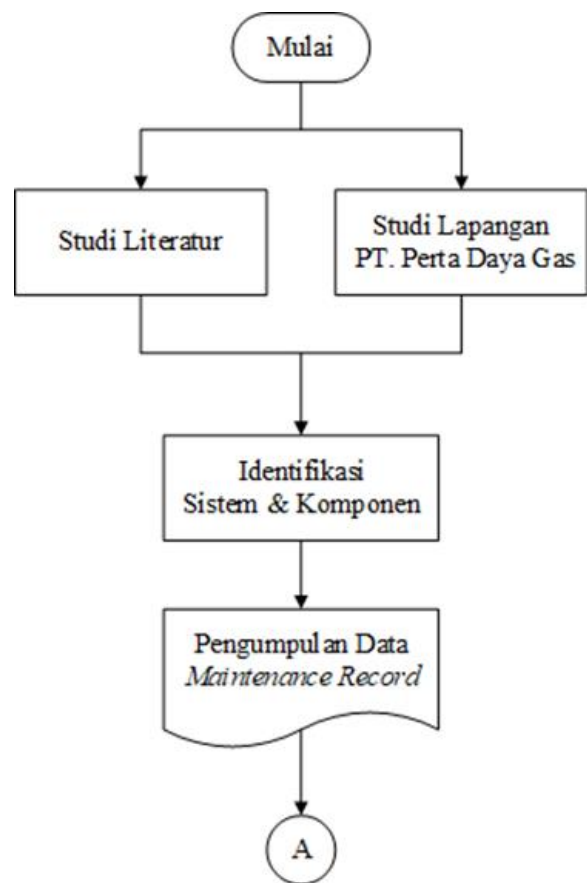 Mulai
Studi Literatur
Studi Lapangan
PT. Perta Daya Gas
Identifikasi
Sistem & Komponen
Pengumpulan Data
Maintenance Record
A